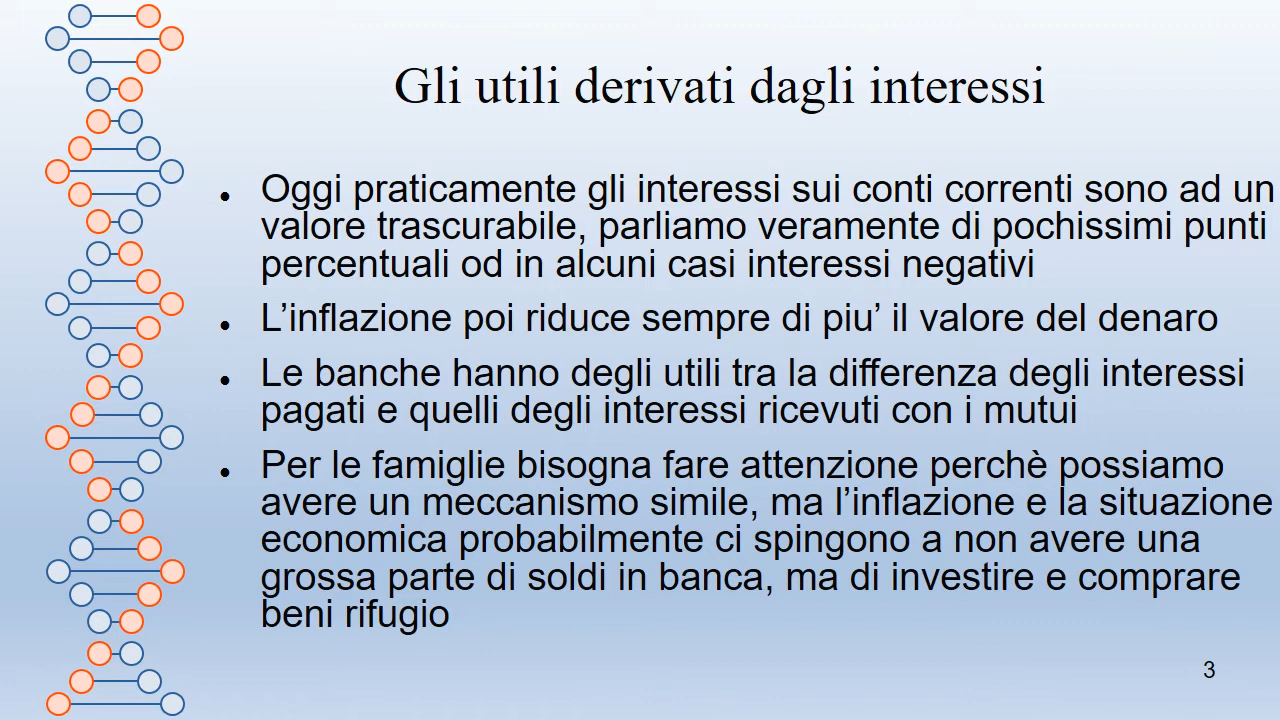 Gli utili derivati dagli interessi
● Oggi praticamente gli interessi sui conti correnti sono ad un
valore trascurabile, parliamo veramente di pochissimi punti
percentuali od in alcuni casi interessi negativi
● L’inflazione poi riduce sempre di piu’ il valore del denaro
● Le banche hanno degli utili tra la differenza degli interessi
pagati e quelli degli interessi ricevuti con i mutui
● Per le famiglie bisogna fare attenzione perchè possiamo
avere un meccanismo simile, ma l’inflazione e la situazione
economica probabilmente ci spingono a non avere una
grossa parte di soldi in banca, ma di investire e comprare
beni rifugio
3